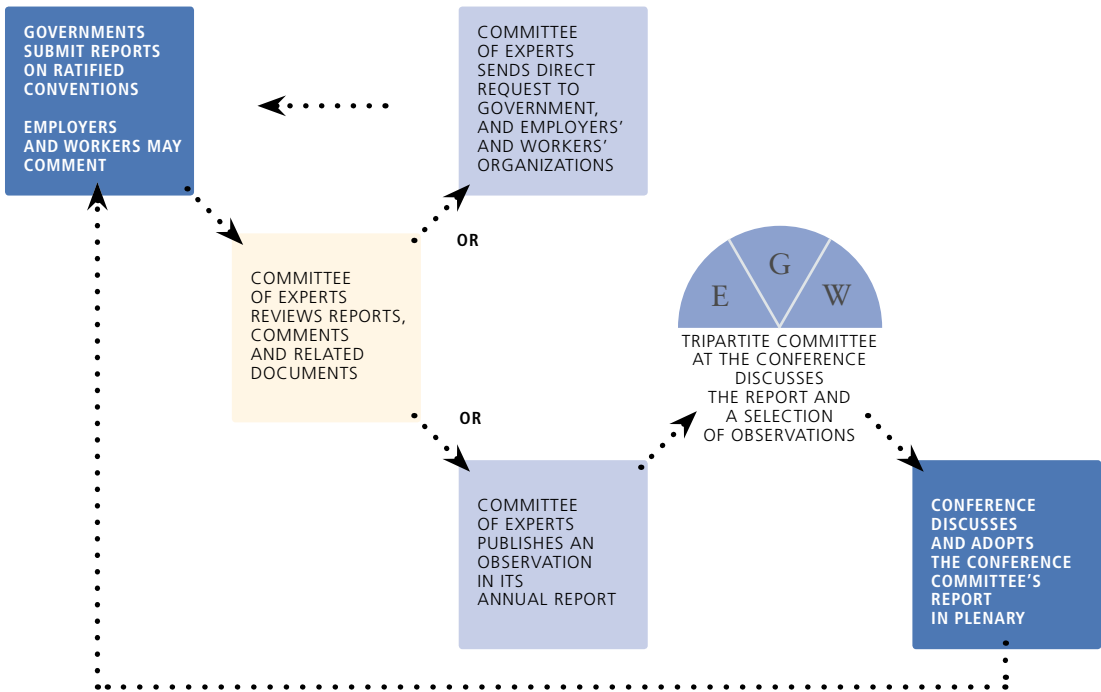 GOVERNMENTS
SUBMIT REPORTS
ON RATIFIED
CONVENTIONS
EMPLOYERS
AND WORKERS MAY
COMMENT
COMMITTEE
OF EXPERTS
SENDS DIRECT
REQUEST TO
GOVERNMENT,
AND EMPLOYERS’
AND WORKERS’
ORGANIZATIONS
OR
COMMITTEE
OF EXPERTS
REVIEWS REPORTS,
COMMENTS
AND RELATED
DOCUMENTS
OR
COMMITTEE
OF EXPERTS
PUBLISHES AN
OBSERVATION
IN ITS
ANNUAL REPORT
E G W
TRIPARTITE COMMITTEE
AT THE CONFERENCE
DISCUSSES
THE REPORT AND
A SELECTION
OF OBSERVATIONS
CONFERENCE
DISCUSSES
AND ADOPTS
THE CONFERENCE
COMMITTEE’S
REPORT
IN PLENARY